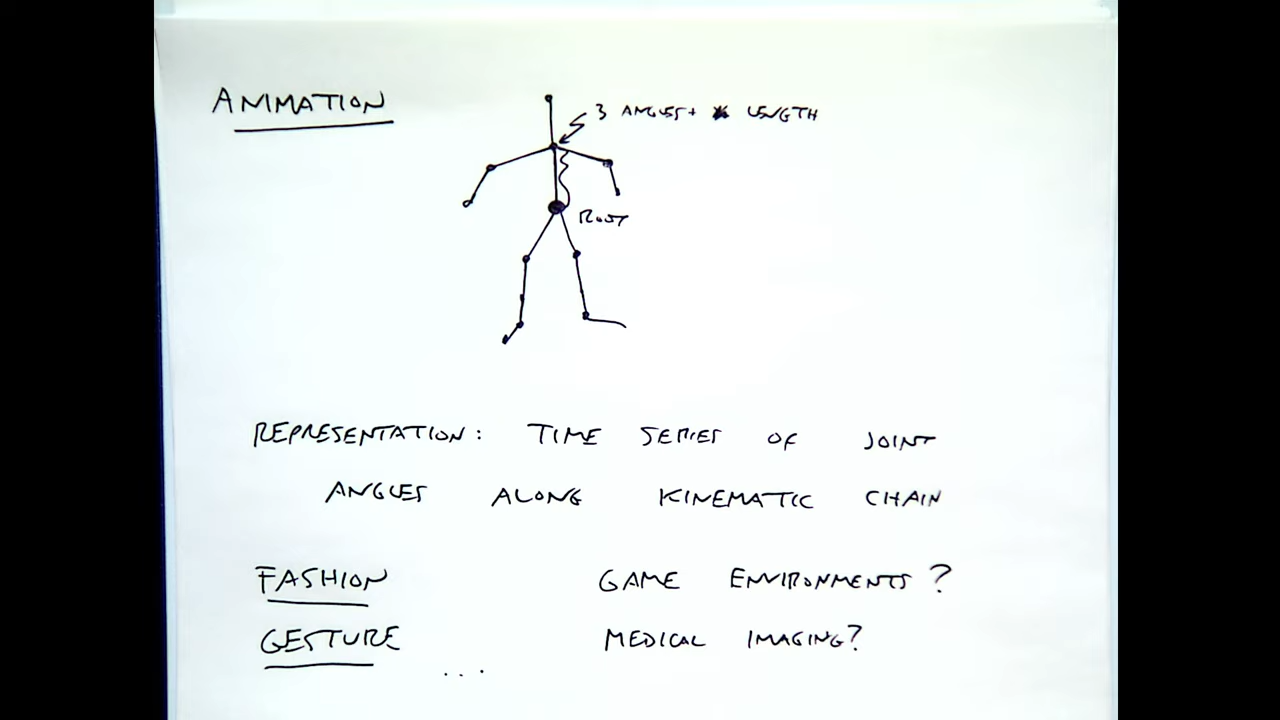 ANIMATION
3 ANGLES + LENGTH
ROOT
REPRESENTATION: TIME SERIES OF JOINT
ANGLES ALONG KINEMATIC CHAIN
FASHION GAME ENVIRONMENTS?
GESTURE MEDICAL IMAGING?
...